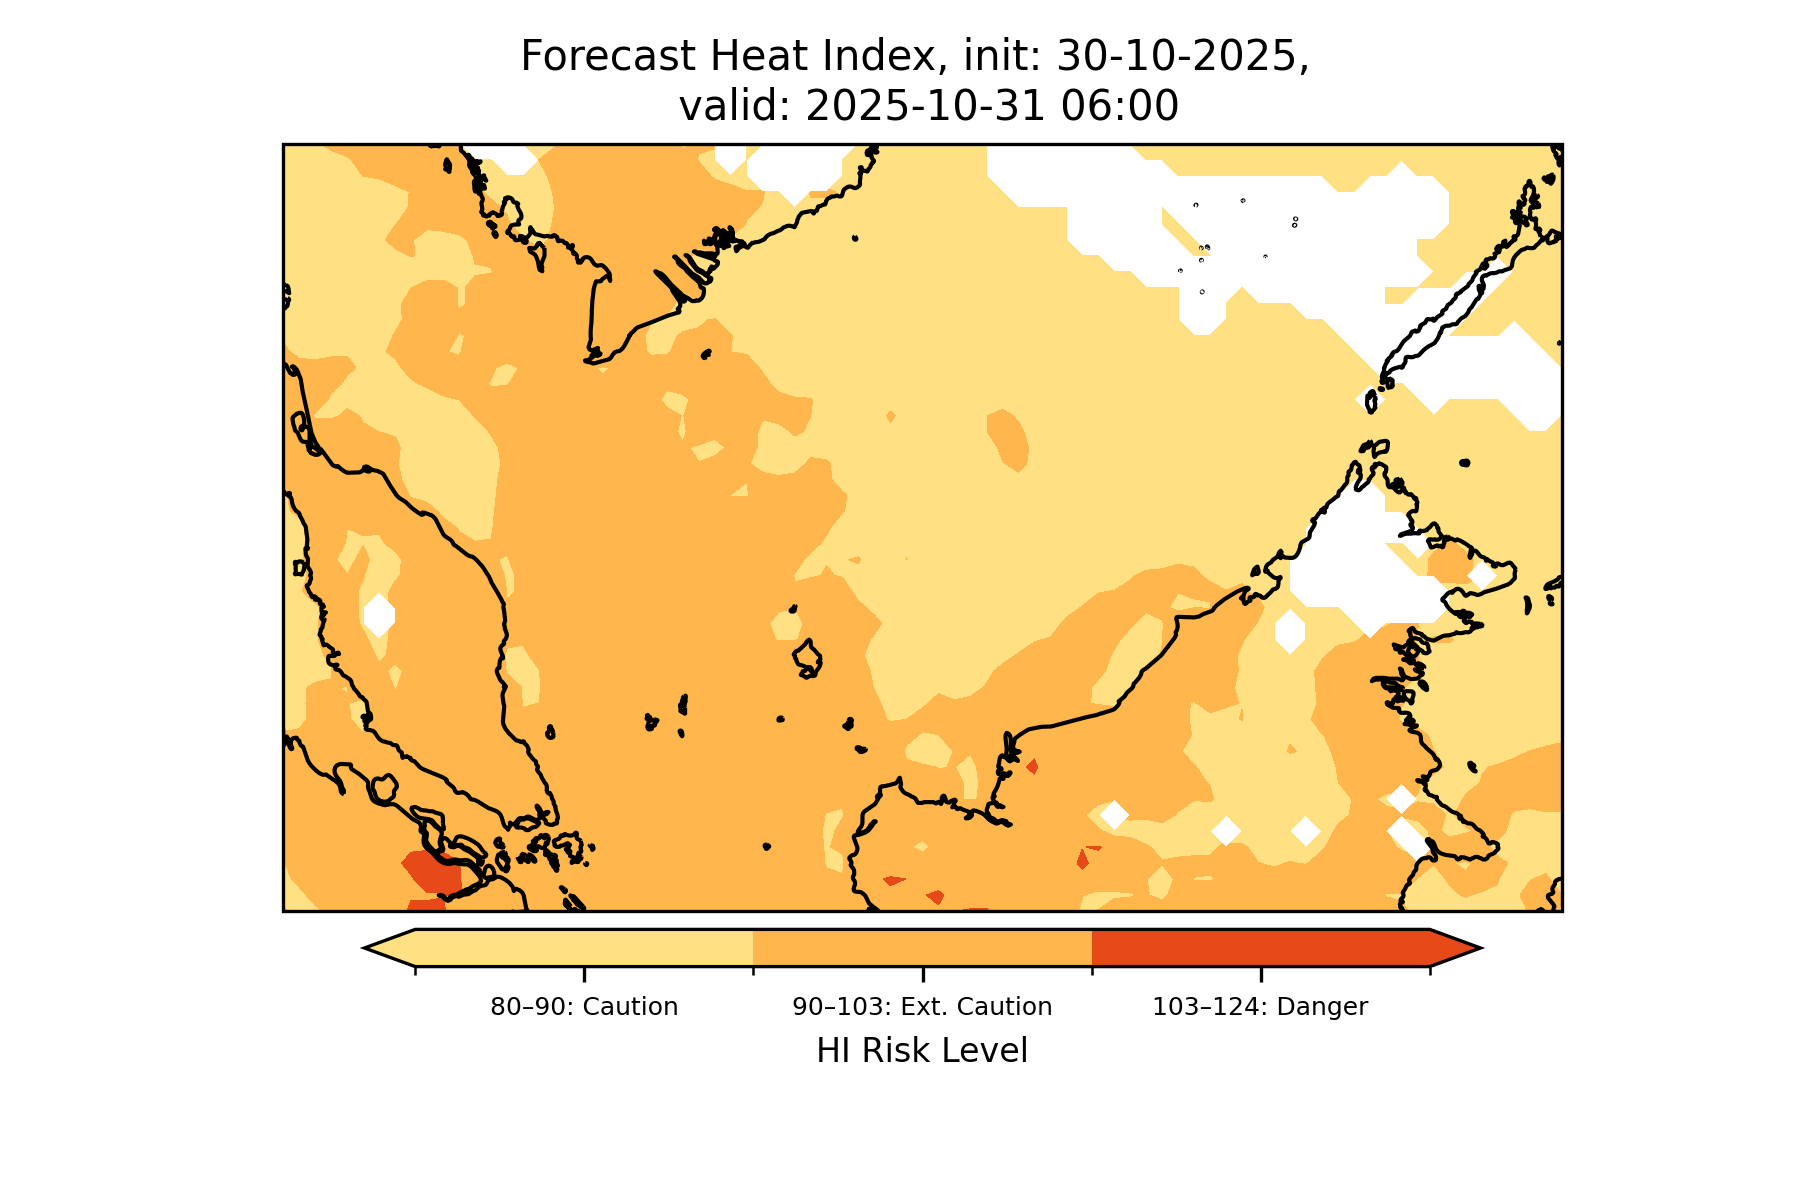 Forecast Heat Index, init: 30-10-2025,
valid: 2025-10-31 06:00
80–90: Caution
90–103: Ext. Caution
103–124: Danger
HI Risk Level